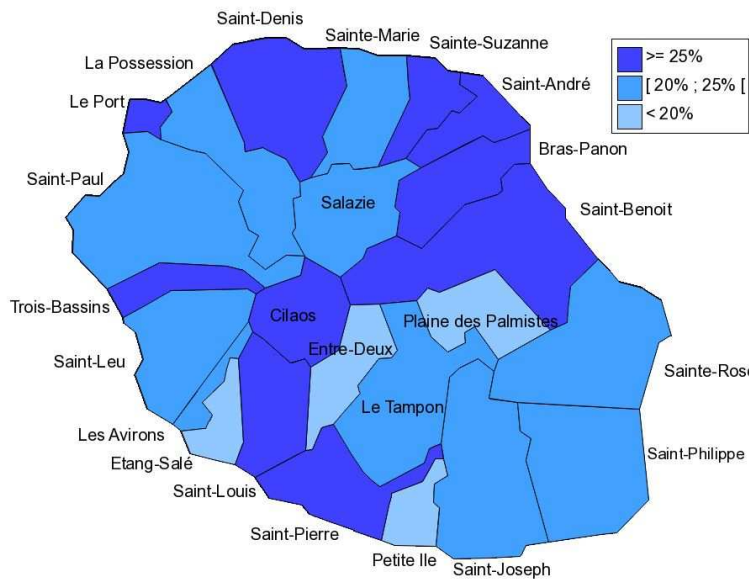 Saint-Denis
Sainte-Marie
Sainte-Suzanne
La Possession
Saint-André
Le Port
Bras-Panon
Saint-Paul
Salazie
Saint-Benoit
Trois-Bassins
Cilaos
Plaine des Palmistes
Entre-Deux
Saint-Leu
Sainte-Rose
Le Tampon
Les Avirons
Saint-Philippe
Etang-Salé
Saint-Louis
Saint-Pierre
Petite Ile
Saint-Joseph
>= 25%
[ 20% ; 25% [
< 20%